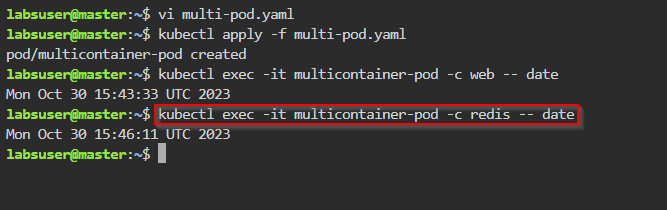 labsuser@master:~$ vi multi-pod.yaml
labsuser@master:~$ kubectl apply -f multi-pod.yaml
pod/multicontainer-pod created
labsuser@master:~$ kubectl exec -it multicontainer-pod -c web -- date
Mon Oct 30 15:43:33 UTC 2023
labsuser@master:~$ kubectl exec -it multicontainer-pod -c redis -- date
Mon Oct 30 15:46:11 UTC 2023
labsuser@master:~$